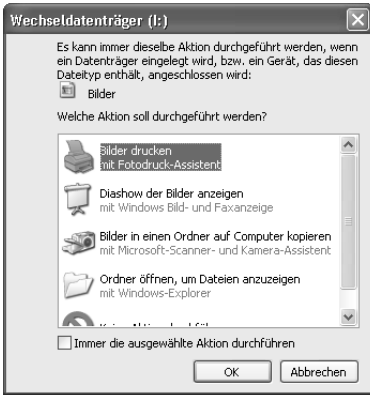 Wechseldatenträger (I:)
Es kann immer dieselbe Aktion durchgeführt werden, wenn
ein Datenträger eingelegt wird, bzw. ein Gerät, das diesen
Dateityp enthält, angeschlossen wird:
Bilder
Welche Aktion soll durchgeführt werden?
Bilder drucken
mit Fotodruck-Assistent
Diashow der Bilder anzeigen
mit Windows Bild- und Faxanzeige
Bilder in einen Ordner auf Computer kopieren
mit Microsoft-Scanner- und Kamera-Assistent
Ordner öffnen, um Dateien anzuzeigen
mit Windows-Explorer
Immer die ausgewählte Aktion durchführen
OK
Abbrechen